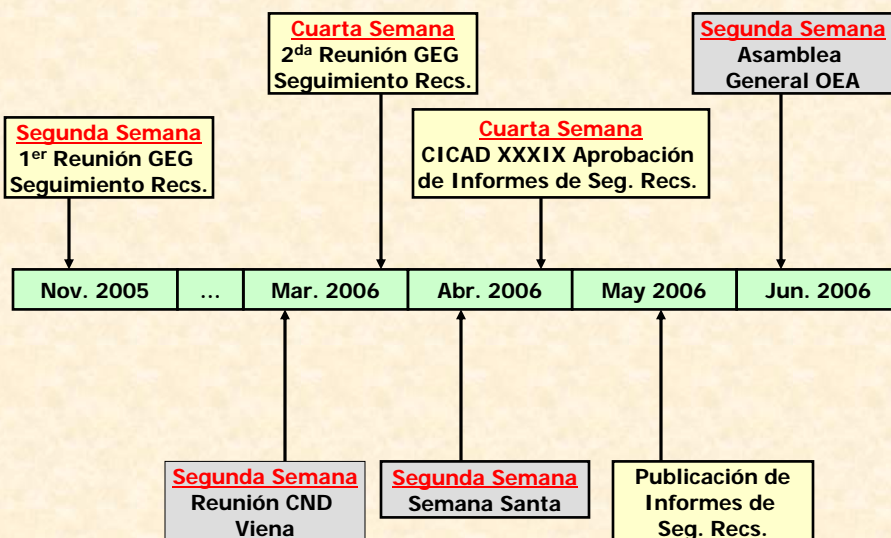 Cuarta Semana
2da Reunión GEG
Seguimiento Recs.
Segunda Semana
Asamblea
General OEA
Segunda Semana
1er Reunión GEG
Seguimiento Recs.
Cuarta Semana
CICAD XXXIX Aprobación
de Informes de Seg. Recs.
Nov. 2005 ... Mar. 2006 Abr. 2006 May 2006 Jun. 2006
Segunda Semana
Reunión CND
Viena
Segunda Semana
Semana Santa
Publicación de
Informes de
Seg. Recs.